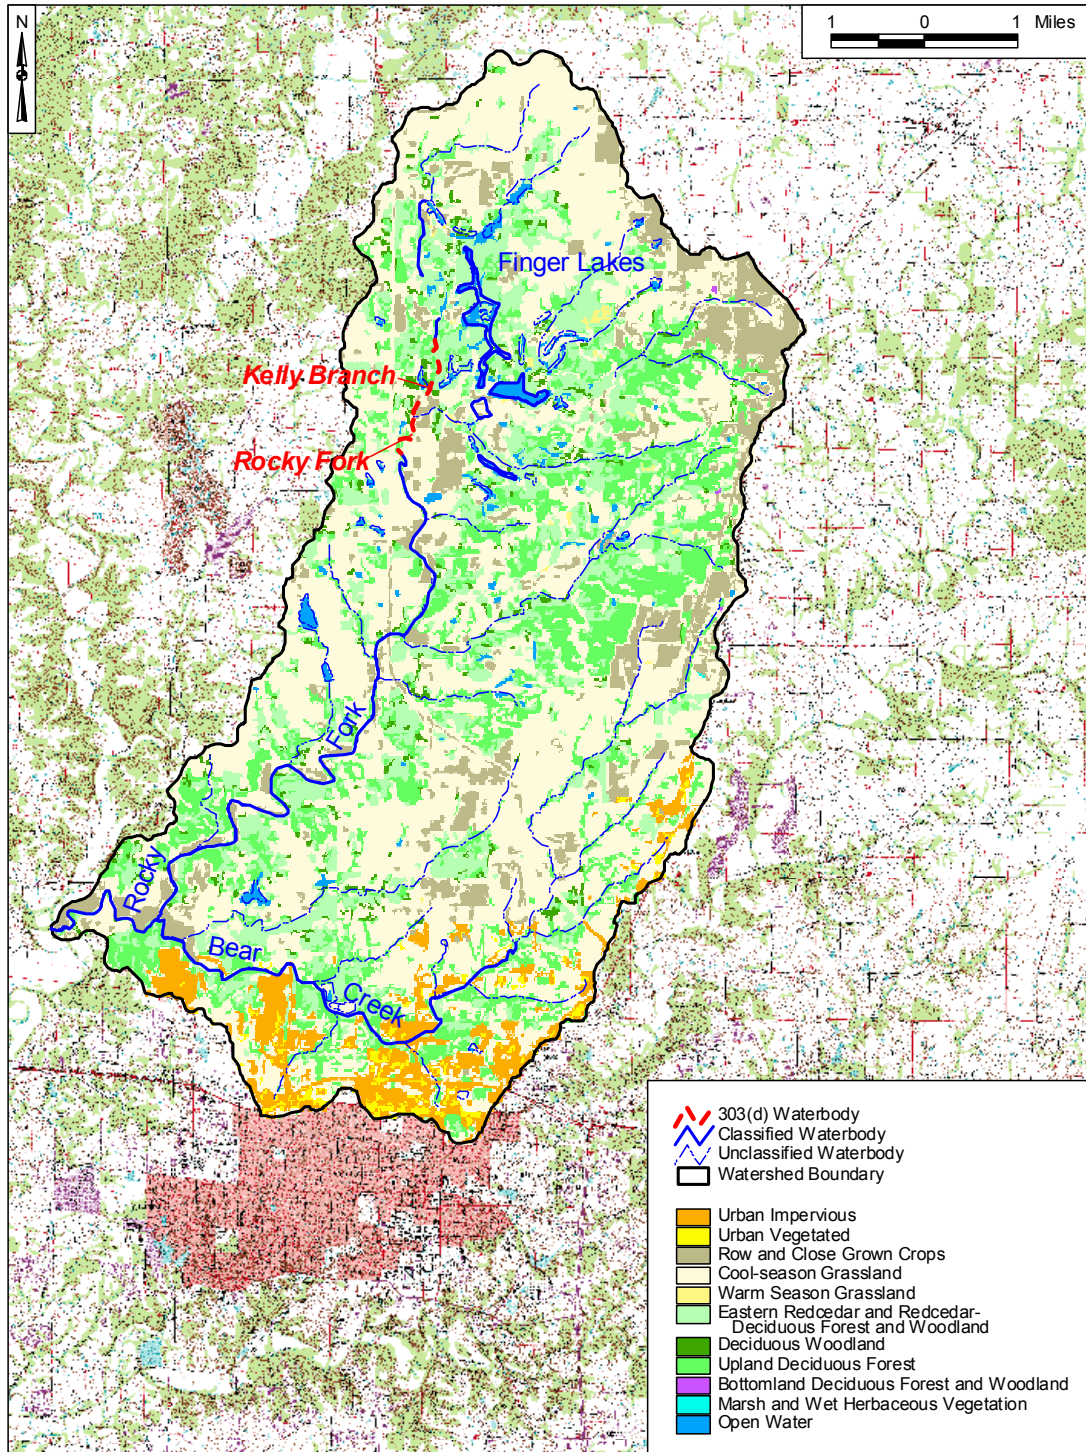 N
1 0 1 Miles
Finger Lakes
Kelly Branch
Rocky Fork
Fork
Rocky
Bear
Creek
303(d) Waterbody
Classified Waterbody
Unclassified Waterbody
Watershed Boundary
Urban Impervious
Urban Vegetated
Row and Close Grown Crops
Cool-season Grassland
Warm Season Grassland
Eastern Redcedar and Redcedar-
Deciduous Forest and Woodland
Deciduous Woodland
Upland Deciduous Forest
Bottomland Deciduous Forest and Woodland
Marsh and Wet Herbaceous Vegetation
Open Water